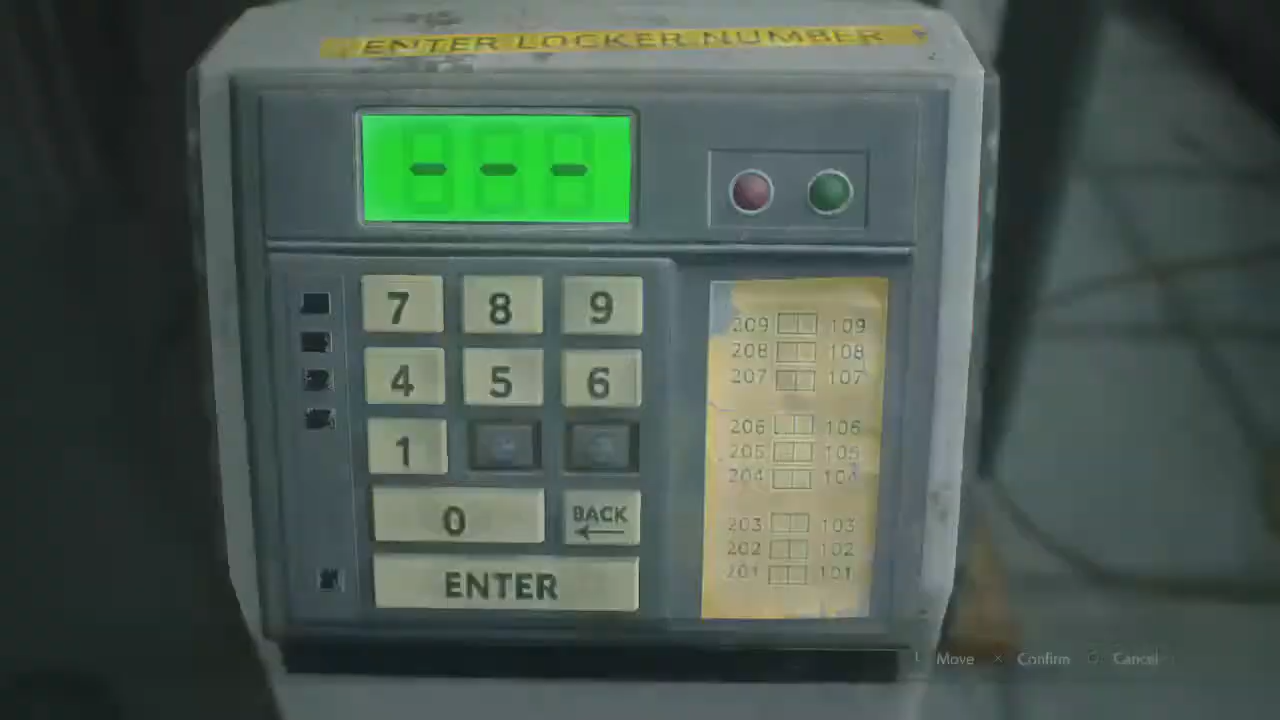 ENTER LOCKER NUMBER
- - -
7 8 9
4 5 6
1
0 BACK
ENTER
209 109
208 108
207 107
206 106
205 105
204 104
203 103
202 102
201 101
Move Confirm Cancel